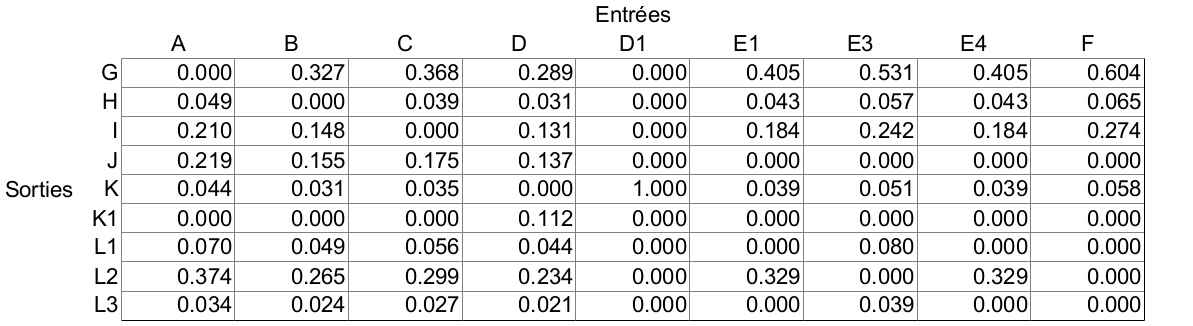 Entrées
A B C D D1 E1 E3 E4 F
G 0.000 0.327 0.368 0.289 0.000 0.405 0.531 0.405 0.604
H 0.049 0.000 0.039 0.031 0.000 0.043 0.057 0.043 0.065
I 0.210 0.148 0.000 0.131 0.000 0.184 0.242 0.184 0.274
J 0.219 0.155 0.175 0.137 0.000 0.000 0.000 0.000 0.000
Sorties K 0.044 0.031 0.035 0.000 1.000 0.039 0.051 0.039 0.058
K1 0.000 0.000 0.000 0.112 0.000 0.000 0.000 0.000 0.000
L1 0.070 0.049 0.056 0.044 0.000 0.000 0.080 0.000 0.000
L2 0.374 0.265 0.299 0.234 0.000 0.329 0.000 0.329 0.000
L3 0.034 0.024 0.027 0.021 0.000 0.000 0.039 0.000 0.000